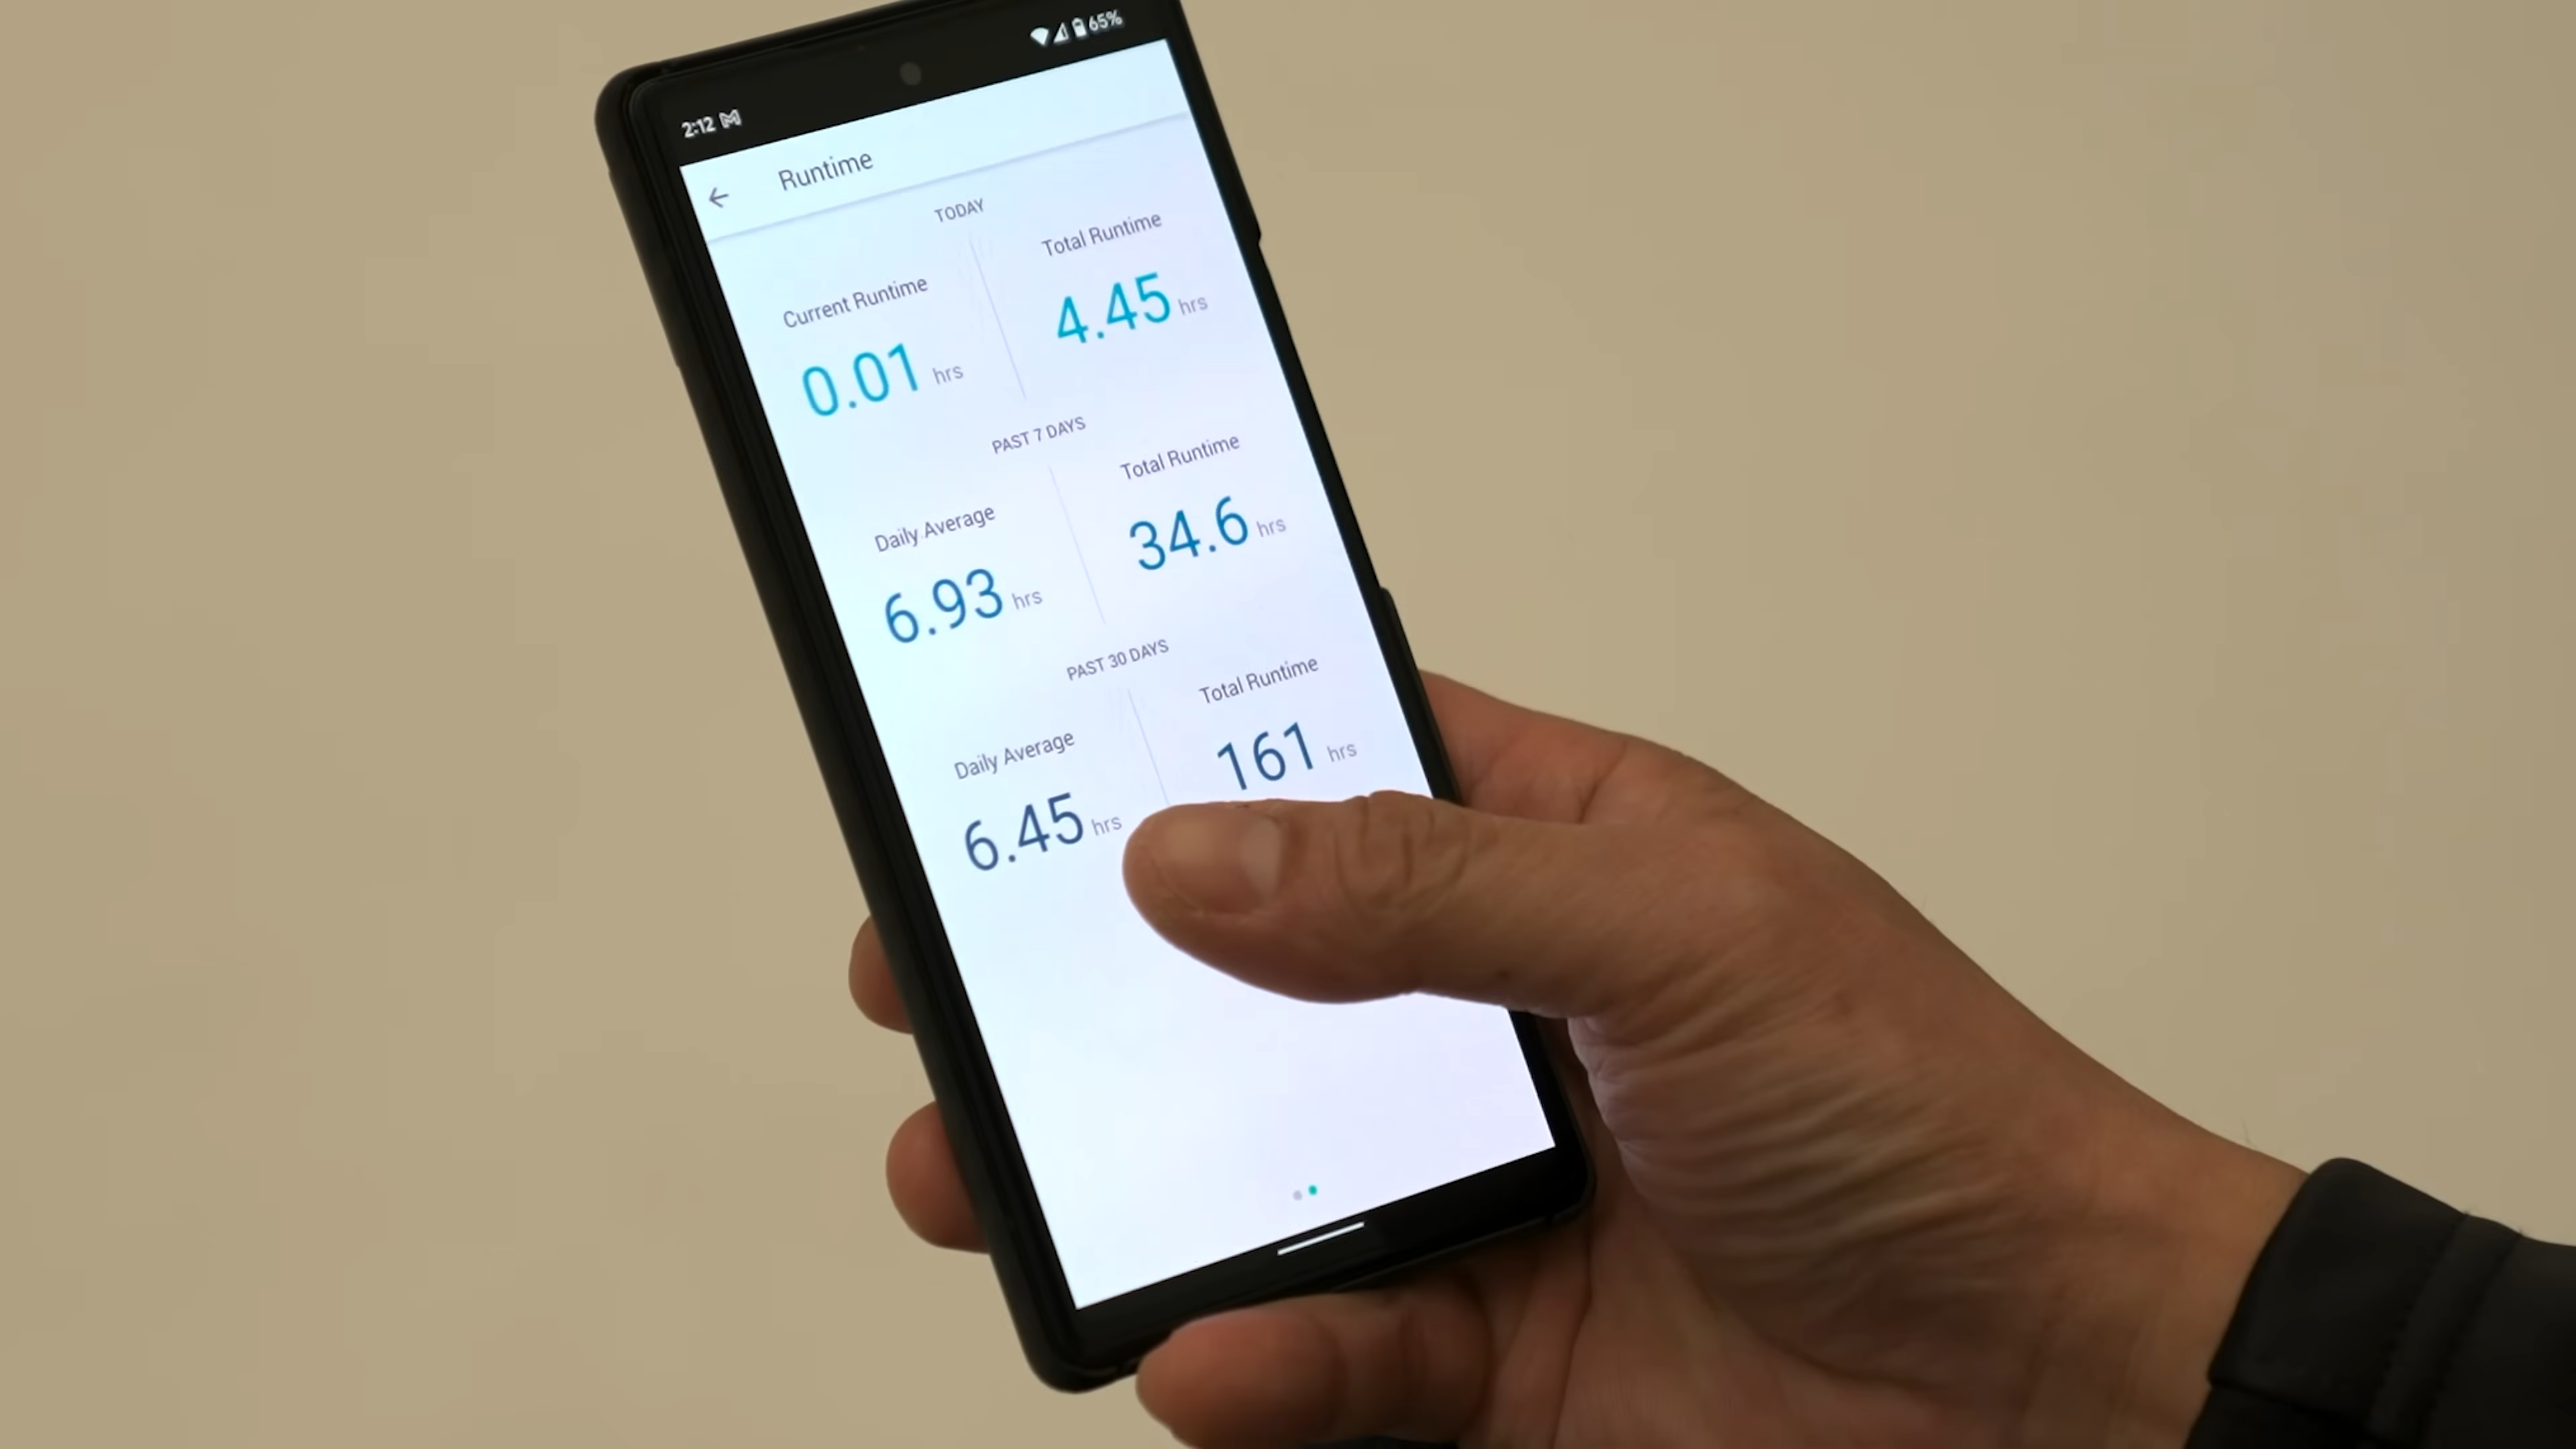 2:12
65%
Runtime
TODAY
Current Runtime
0.01 hrs
Total Runtime
4.45 hrs
PAST 7 DAYS
Daily Average
6.93 hrs
Total Runtime
34.6 hrs
PAST 30 DAYS
Daily Average
6.45 hrs
Total Runtime
161 hrs